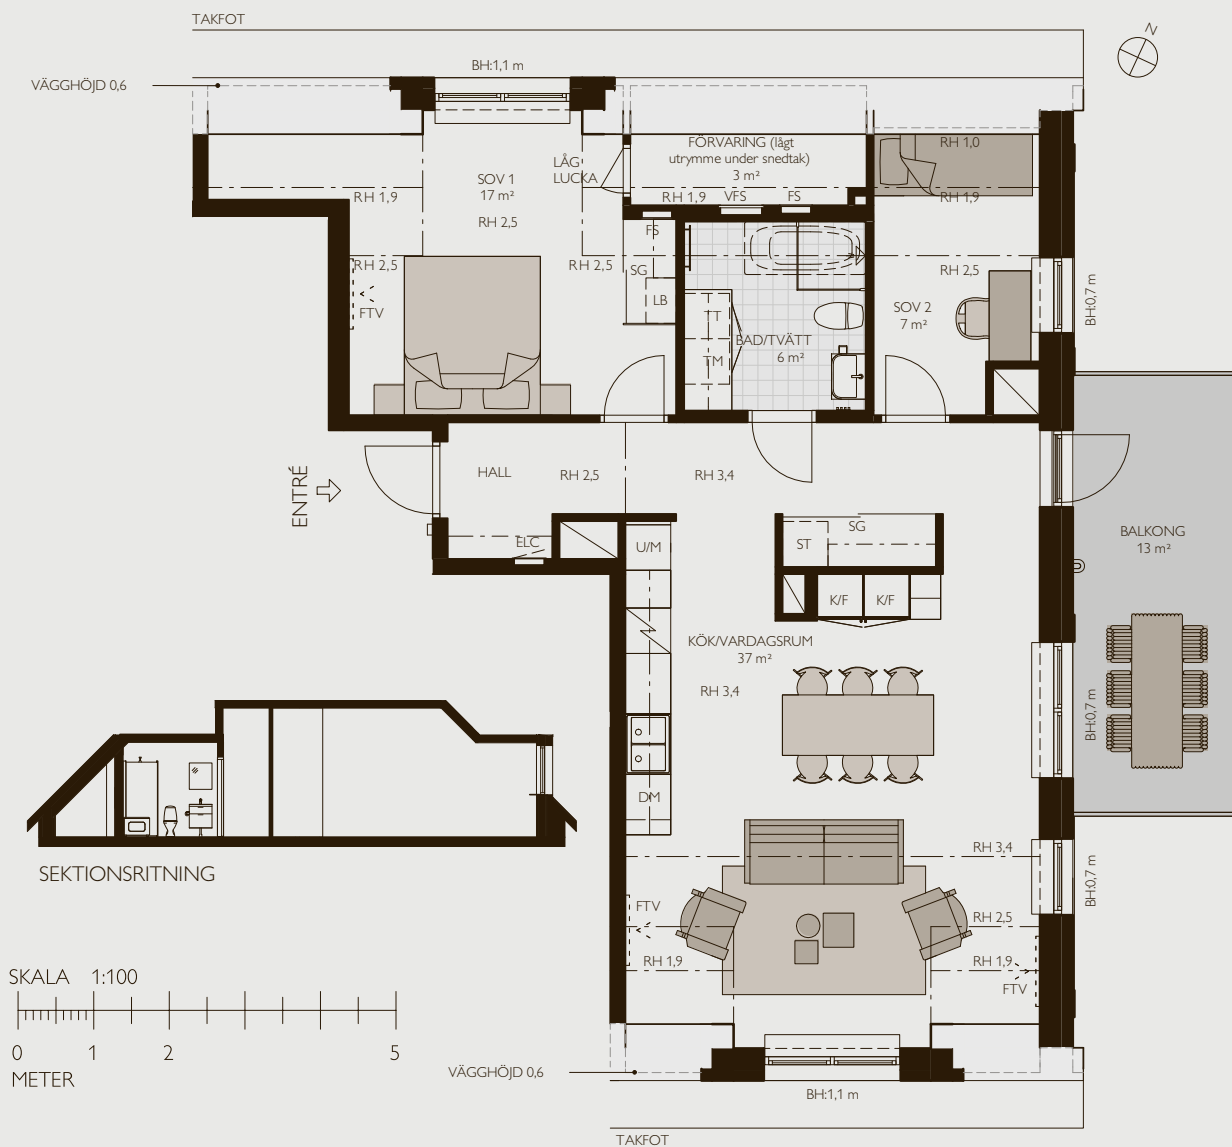 TAKFOT
N
BH:1,1 m
VÄGGHÖJD 0,6
FÖRVARING (lågt
utrymme under snedtak)
3 m²
RH 1,0
LÅG
LUCKA
SOV 1
17 m²
RH 1,9
RH 1,9
VFS
FS
RH 1,9
RH 2,5
FS
RH 2,5
RH 2,5
SG
RH 2,5
LB
FTV
TT
SOV 2
7 m²
BH:0,7 m
BAD/TVÄTT
6 m²
TM
ENTRÉ
HALL
RH 2,5
RH 3,4
ELC
U/M
ST
SG
BALKONG
13 m²
K/F
K/F
KÖK/VARDAGSRUM
37 m²
RH 3,4
BH:0,7 m
DM
RH 3,4
BH:0,7 m
SEKTIONSRITNING
FTV
RH 2,5
RH 1,9
RH 1,9
FTV
SKALA 1:100
0 1 2 5
METER
VÄGGHÖJD 0,6
BH:1,1 m
TAKFOT